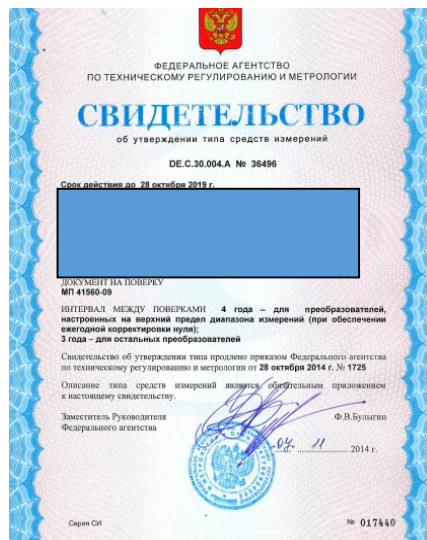 ФЕДЕРАЛЬНОЕ АГЕНТСТВО
ПО ТЕХНИЧЕСКОМУ РЕГУЛИРОВАНИЮ И МЕТРОЛОГИИ
СВИДЕТЕЛЬСТВО
об утверждении типа средств измерений
DE.C.30.004.A № 36496
Срок действия до 28 октября 2019 г.
ДОКУМЕНТ НА ПОВЕРКУ
МП 41560-09
ИНТЕРВАЛ МЕЖДУ ПОВЕРКАМИ 4 года – для преобразователей,
настроенных на верхний предел диапазона измерений (при обеспечении
ежегодной корректировки нуля);
3 года – для остальных преобразователей
Свидетельство об утверждении типа продлено приказом Федерального агентства
по техническому регулированию и метрологии от 28 октября 2014 г. № 1725
Описание типа средств измерений является обязательным приложением
к настоящему свидетельству.
Заместитель Руководителя Ф.В.Булыгин
Федерального агентства
07. 11 2014 г.
Серия СИ № 017440